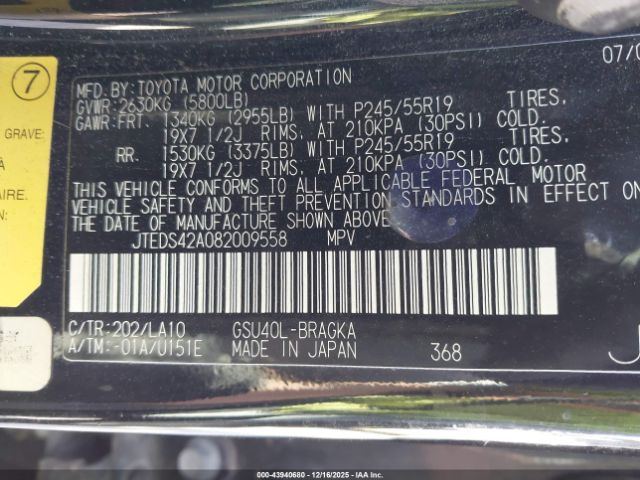 7
GRAVE:
AIRE.
N:
07/0
MFD.BY:TOYOTA MOTOR CORPORATION
GVWR:2630KG (5800LB)
GAWR:FRT. 1340KG (2955LB) WITH P245/55R19 TIRES,
19X7 1/2J RIMS, AT 210KPA (30PSI) COLD.
RR. 1530KG (3375LB) WITH P245/55R19 TIRES,
19X7 1/2J RIMS, AT 210KPA (30PSI) COLD.
THIS VEHICLE CONFORMS TO ALL APPLICABLE FEDERAL MOTOR
VEHICLE SAFETY AND THEFT PREVENTION STANDARDS IN EFFECT ON
THE DATE OF MANUFACTURE SHOWN ABOVE.
JTEDS42A082009558 MPV
C/TR:202/LA10 GSU40L-BRAGKA
A/TM:-01A/U151E MADE IN JAPAN 368
00-43940680 - 12/16/2025 - IAA Inc.